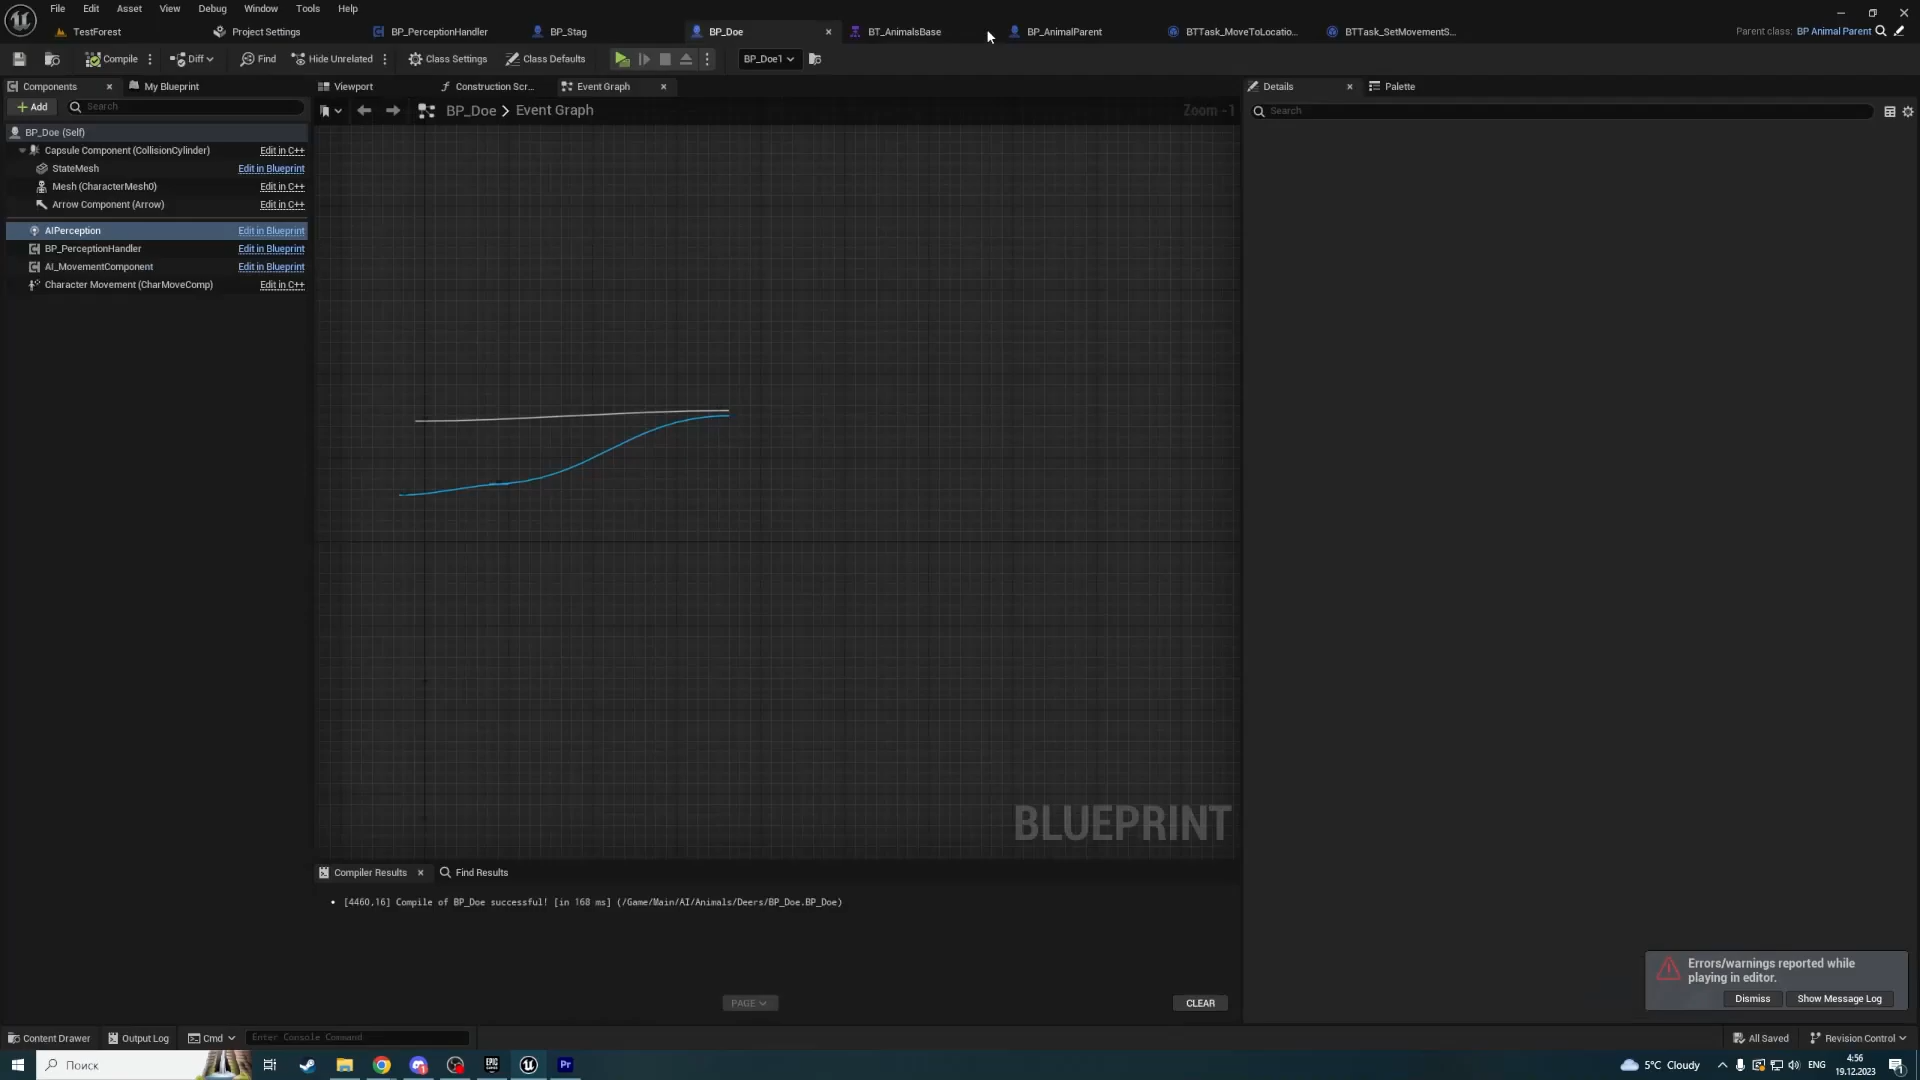 File Edit Asset View Debug Window Tools Help
TestForest Project Settings BP_PerceptionHandler BP_Stag BP_Doe BT_AnimalsBase BP_AnimalParent BTTask_MoveToLocatio... BTTask_SetMovementS... Parent class: BP Animal Parent
Compile Diff Find Hide Unrelated Class Settings Class Defaults BP_Doe1
Components My Blueprint Viewport Construction Scr... Event Graph Details Palette
Add Search BP_Doe Event Graph Zoom -1 Search
BP_Doe (Self)
Capsule Component (CollisionCylinder) Edit in C++
StateMesh Edit in Blueprint
Mesh (CharacterMesh0) Edit in C++
Arrow Component (Arrow) Edit in C++
AIPerception Edit in Blueprint
BP_PerceptionHandler Edit in Blueprint
AI_MovementComponent Edit in Blueprint
Character Movement (CharMoveComp) Edit in C++
BLUEPRINT
Compiler Results Find Results
[4460,16] Compile of BP_Doe successful! [in 168 ms] (/Game/Main/AI/Animals/Deers/BP_Doe.BP_Doe)
Errors/warnings reported while
playing in editor.
Dismiss Show Message Log
PAGE CLEAR
Content Drawer Output Log Cmd Enter Console Command All Saved Revision Control
Поиск EPIC GAMES Pr 5°C Cloudy ENG 4:56
19.12.2023 1